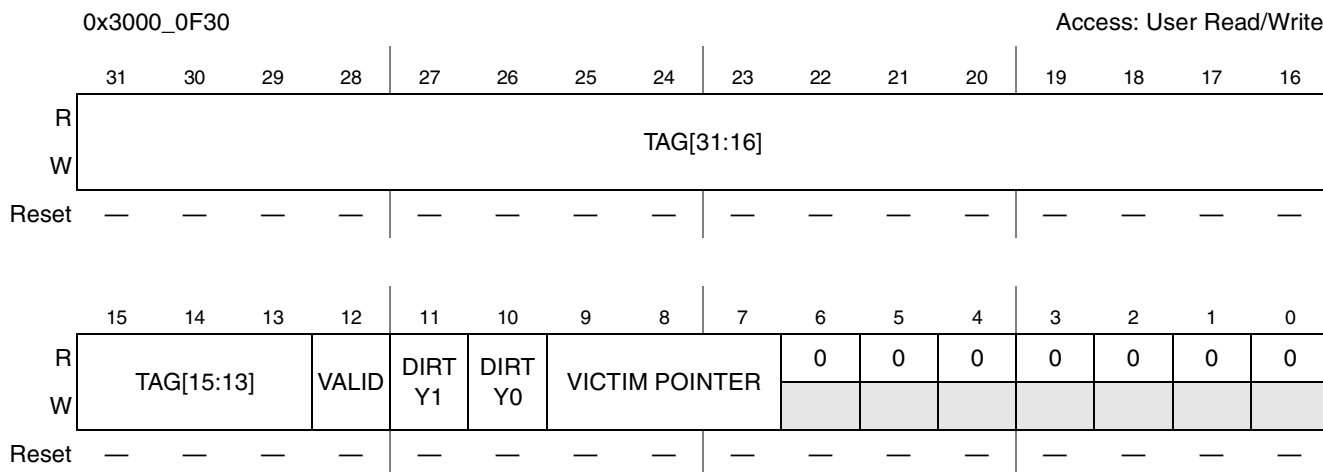 0x3000_0F30 Access: User Read/Write
31 30 29 28 27 26 25 24 23 22 21 20 19 18 17 16
R
TAG[31:16]
W
Reset — — — — — — — — — — — — — — — —
15 14 13 12 11 10 9 8 7 6 5 4 3 2 1 0
R TAG[15:13] VALID DIRT DIRT VICTIM POINTER 0 0 0 0 0 0 0
W Y1 Y0
Reset — — — — — — — — — — — — — — — —